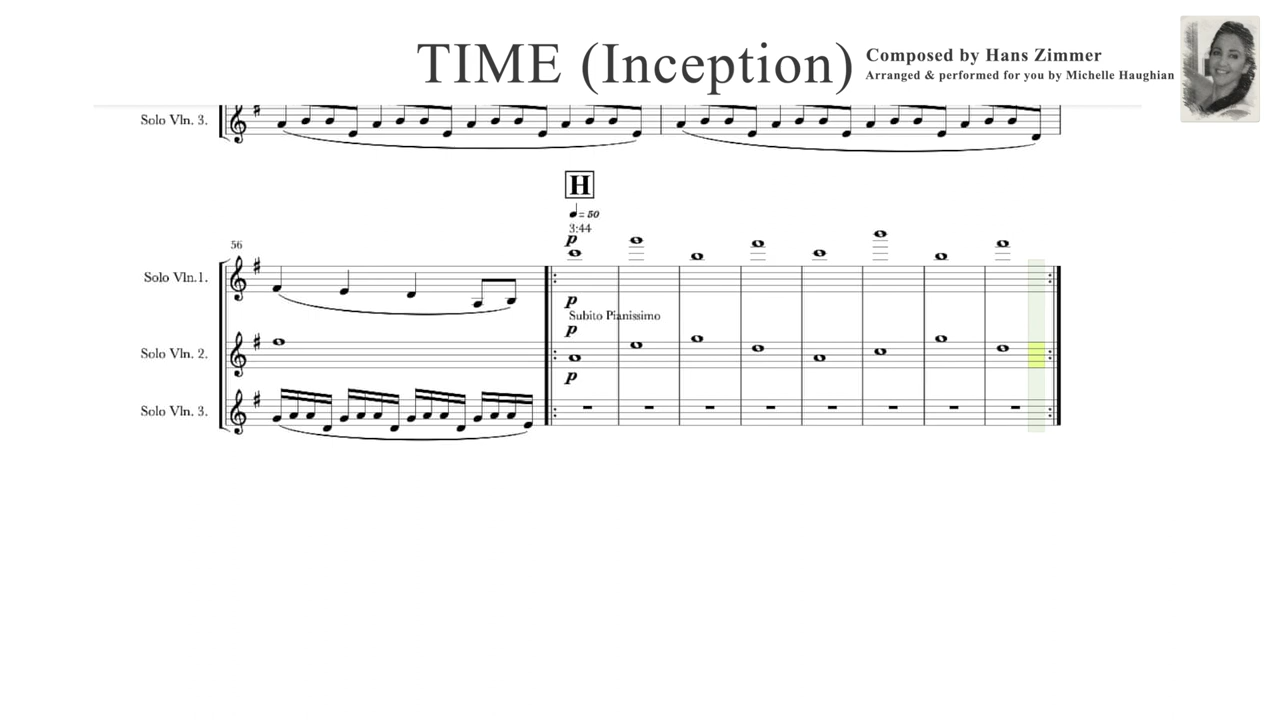 TIME (Inception)
Composed by Hans Zimmer
Arranged & performed for you by Michelle Haughian
Solo Vln. 3.
H
♩= 50
3:44
p
56
Solo Vln.1.
p
Subito Pianissimo
p
Solo Vln. 2.
p
Solo Vln. 3.